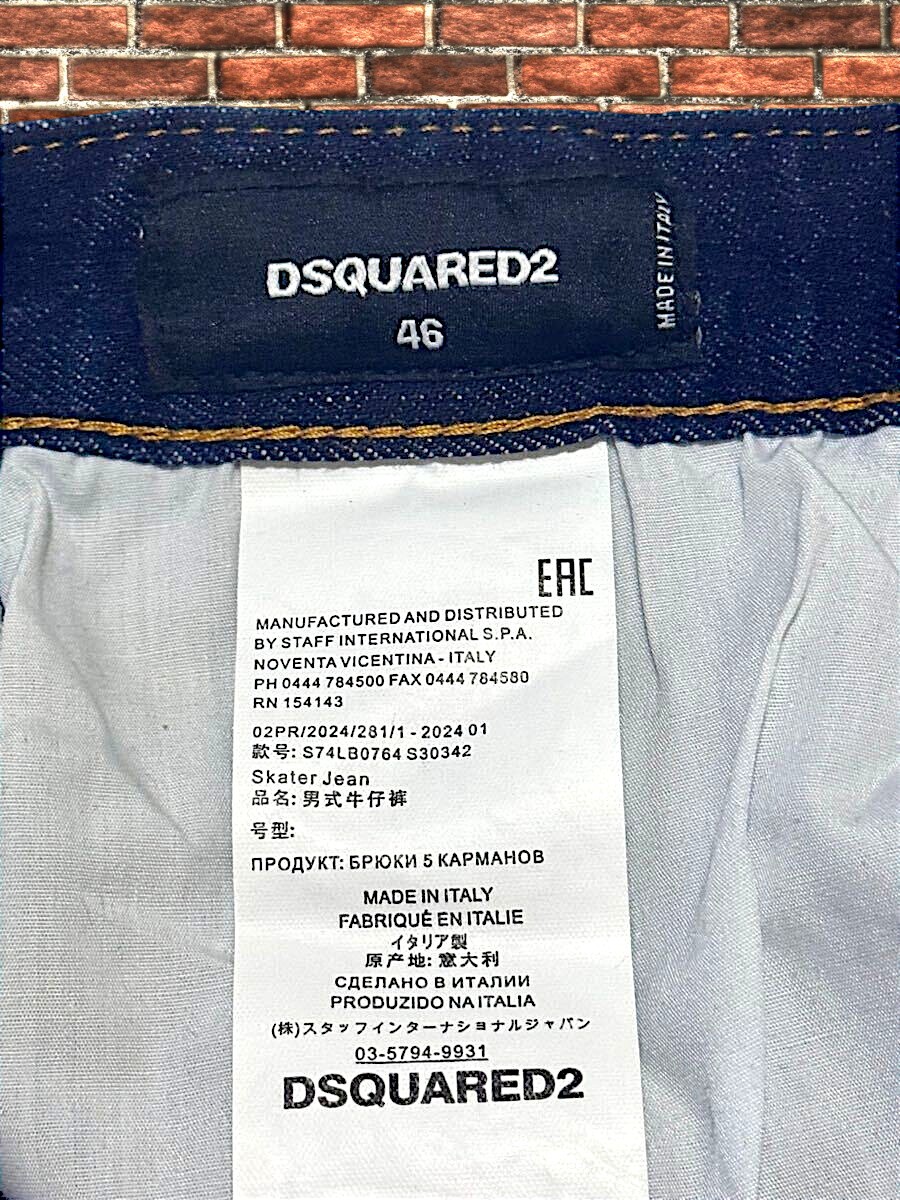 DSQUARED2
46
MADE IN ITALY
EAC
MANUFACTURED AND DISTRIBUTED
BY STAFF INTERNATIONAL S.P.A.
NOVENTA VICENTINA - ITALY
PH 0444 784500 FAX 0444 784580
RN 154143
02PR/2024/281/1 - 2024 01
款号: S74LB0764 S30342
Skater Jean
品名: 男式牛仔裤
号型:
ПРОДУКТ: БРЮКИ 5 КАРМАНОВ
MADE IN ITALY
FABRIQUÉ EN ITALIE
イタリア製
原产地: 意大利
СДЕЛАНО В ИТАЛИИ
PRODUZIDO NA ITALIA
(株)スタッフインターナショナルジャパン
03-5794-9931
DSQUARED2